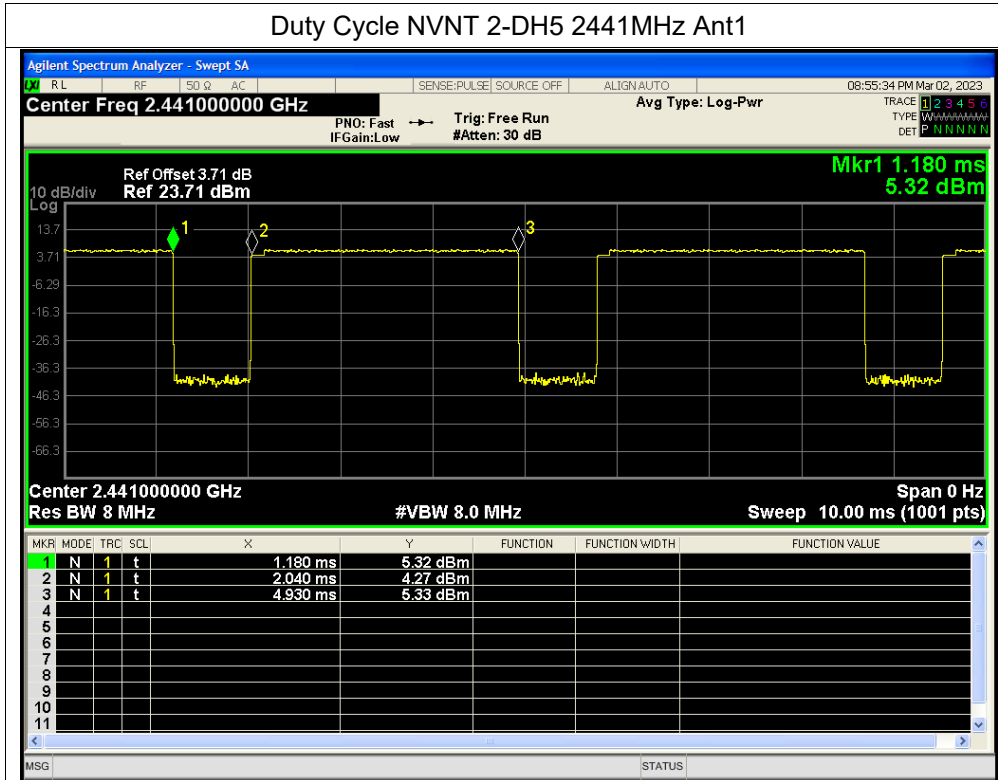 Duty Cycle NVNT 2-DH5 2441MHz Ant1
Agilent Spectrum Analyzer - Swept SA
LXI RL RF 50 Ω AC SENSE:PULSE SOURCE OFF ALIGN AUTO 08:55:34 PM Mar 02, 2023
Center Freq 2.441000000 GHz Avg Type: Log-Pwr TRACE 1 2 3 4 5 6
PNO: Fast Trig: Free Run TYPE WWWWWW
IFGain:Low #Atten: 30 dB DET P N N N N N
Mkr1 1.180 ms
Ref Offset 3.71 dB 5.32 dBm
10 dB/div Ref 23.71 dBm
Log
13.7
3.71
-6.29
-16.3
-26.3
-36.3
-46.3
-56.3
-66.3
1 2 3
Center 2.441000000 GHz Span 0 Hz
Res BW 8 MHz #VBW 8.0 MHz Sweep 10.00 ms (1001 pts)
MKR MODE TRC SCL X Y FUNCTION FUNCTION WIDTH FUNCTION VALUE
1 N 1 t 1.180 ms 5.32 dBm
2 N 1 t 2.040 ms 4.27 dBm
3 N 1 t 4.930 ms 5.33 dBm
4
5
6
7
8
9
10
11
MSG STATUS